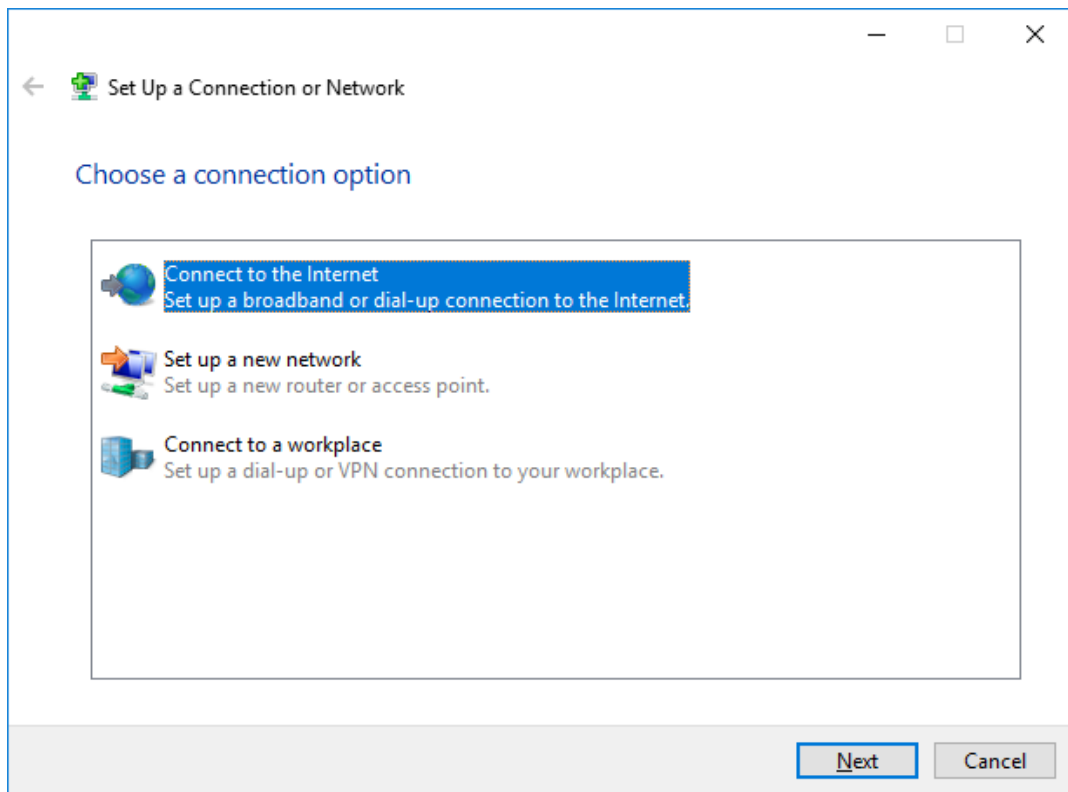 Set Up a Connection or Network
Choose a connection option
Connect to the Internet
Set up a broadband or dial-up connection to the Internet.
Set up a new network
Set up a new router or access point.
Connect to a workplace
Set up a dial-up or VPN connection to your workplace.
Next
Cancel